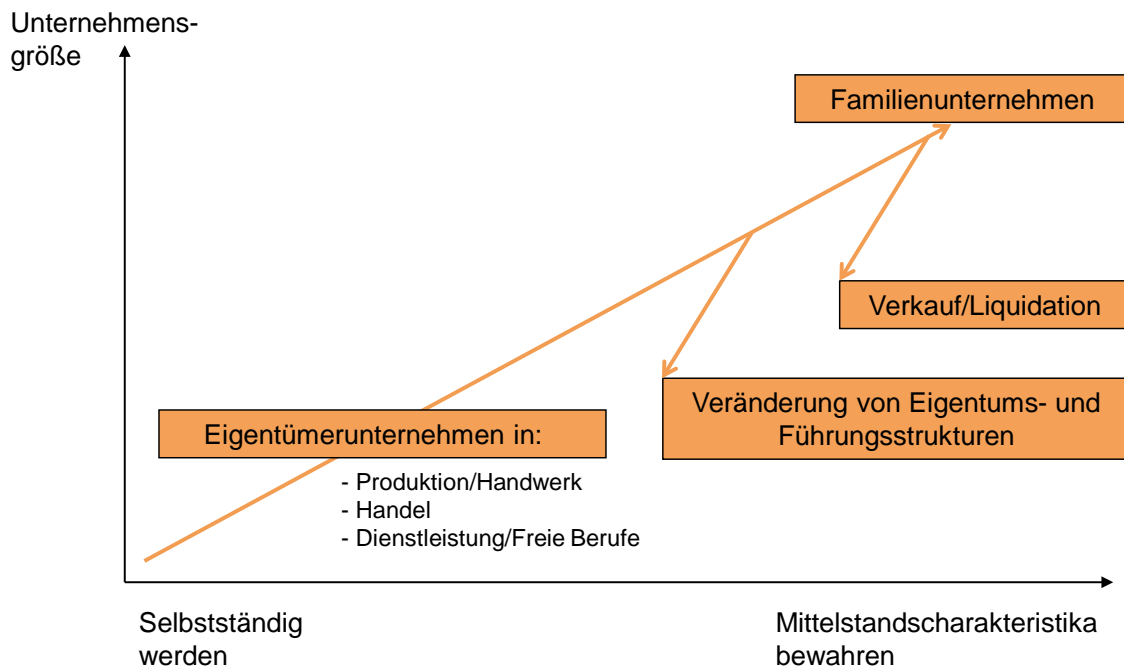 Unternehmens-
größe
Familienunternehmen
Verkauf/Liquidation
Veränderung von Eigentums- und
Führungsstrukturen
Eigentümerunternehmen in:
- Produktion/Handwerk
- Handel
- Dienstleistung/Freie Berufe
Selbstständig
werden
Mittelstandscharakteristika
bewahren